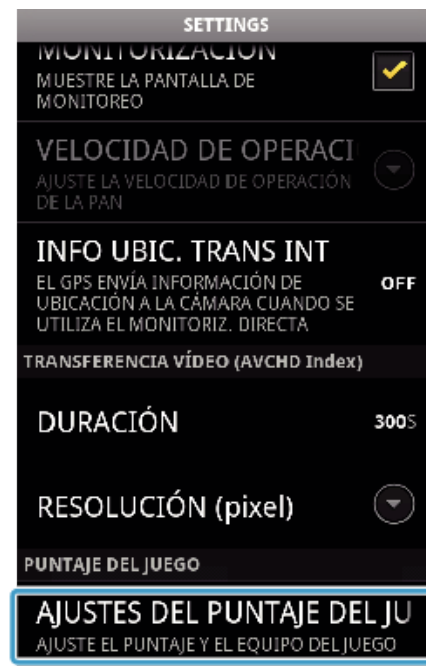 SETTINGS
MONITORIZACIÓN
MUESTRE LA PANTALLA DE
MONITOREO
VELOCIDAD DE OPERACI
AJUSTE LA VELOCIDAD DE OPERACIÓN
DE LA PAN
INFO UBIC. TRANS INT
EL GPS ENVÍA INFORMACIÓN DE
UBICACIÓN A LA CÁMARA CUANDO SE
UTILIZA EL MONITORIZ. DIRECTA
OFF
TRANSFERENCIA VÍDEO (AVCHD Index)
DURACIÓN
300S
RESOLUCIÓN (pixel)
PUNTAJE DEL JUEGO
AJUSTES DEL PUNTAJE DEL JU
AJUSTE EL PUNTAJE Y EL EQUIPO DEL JUEGO